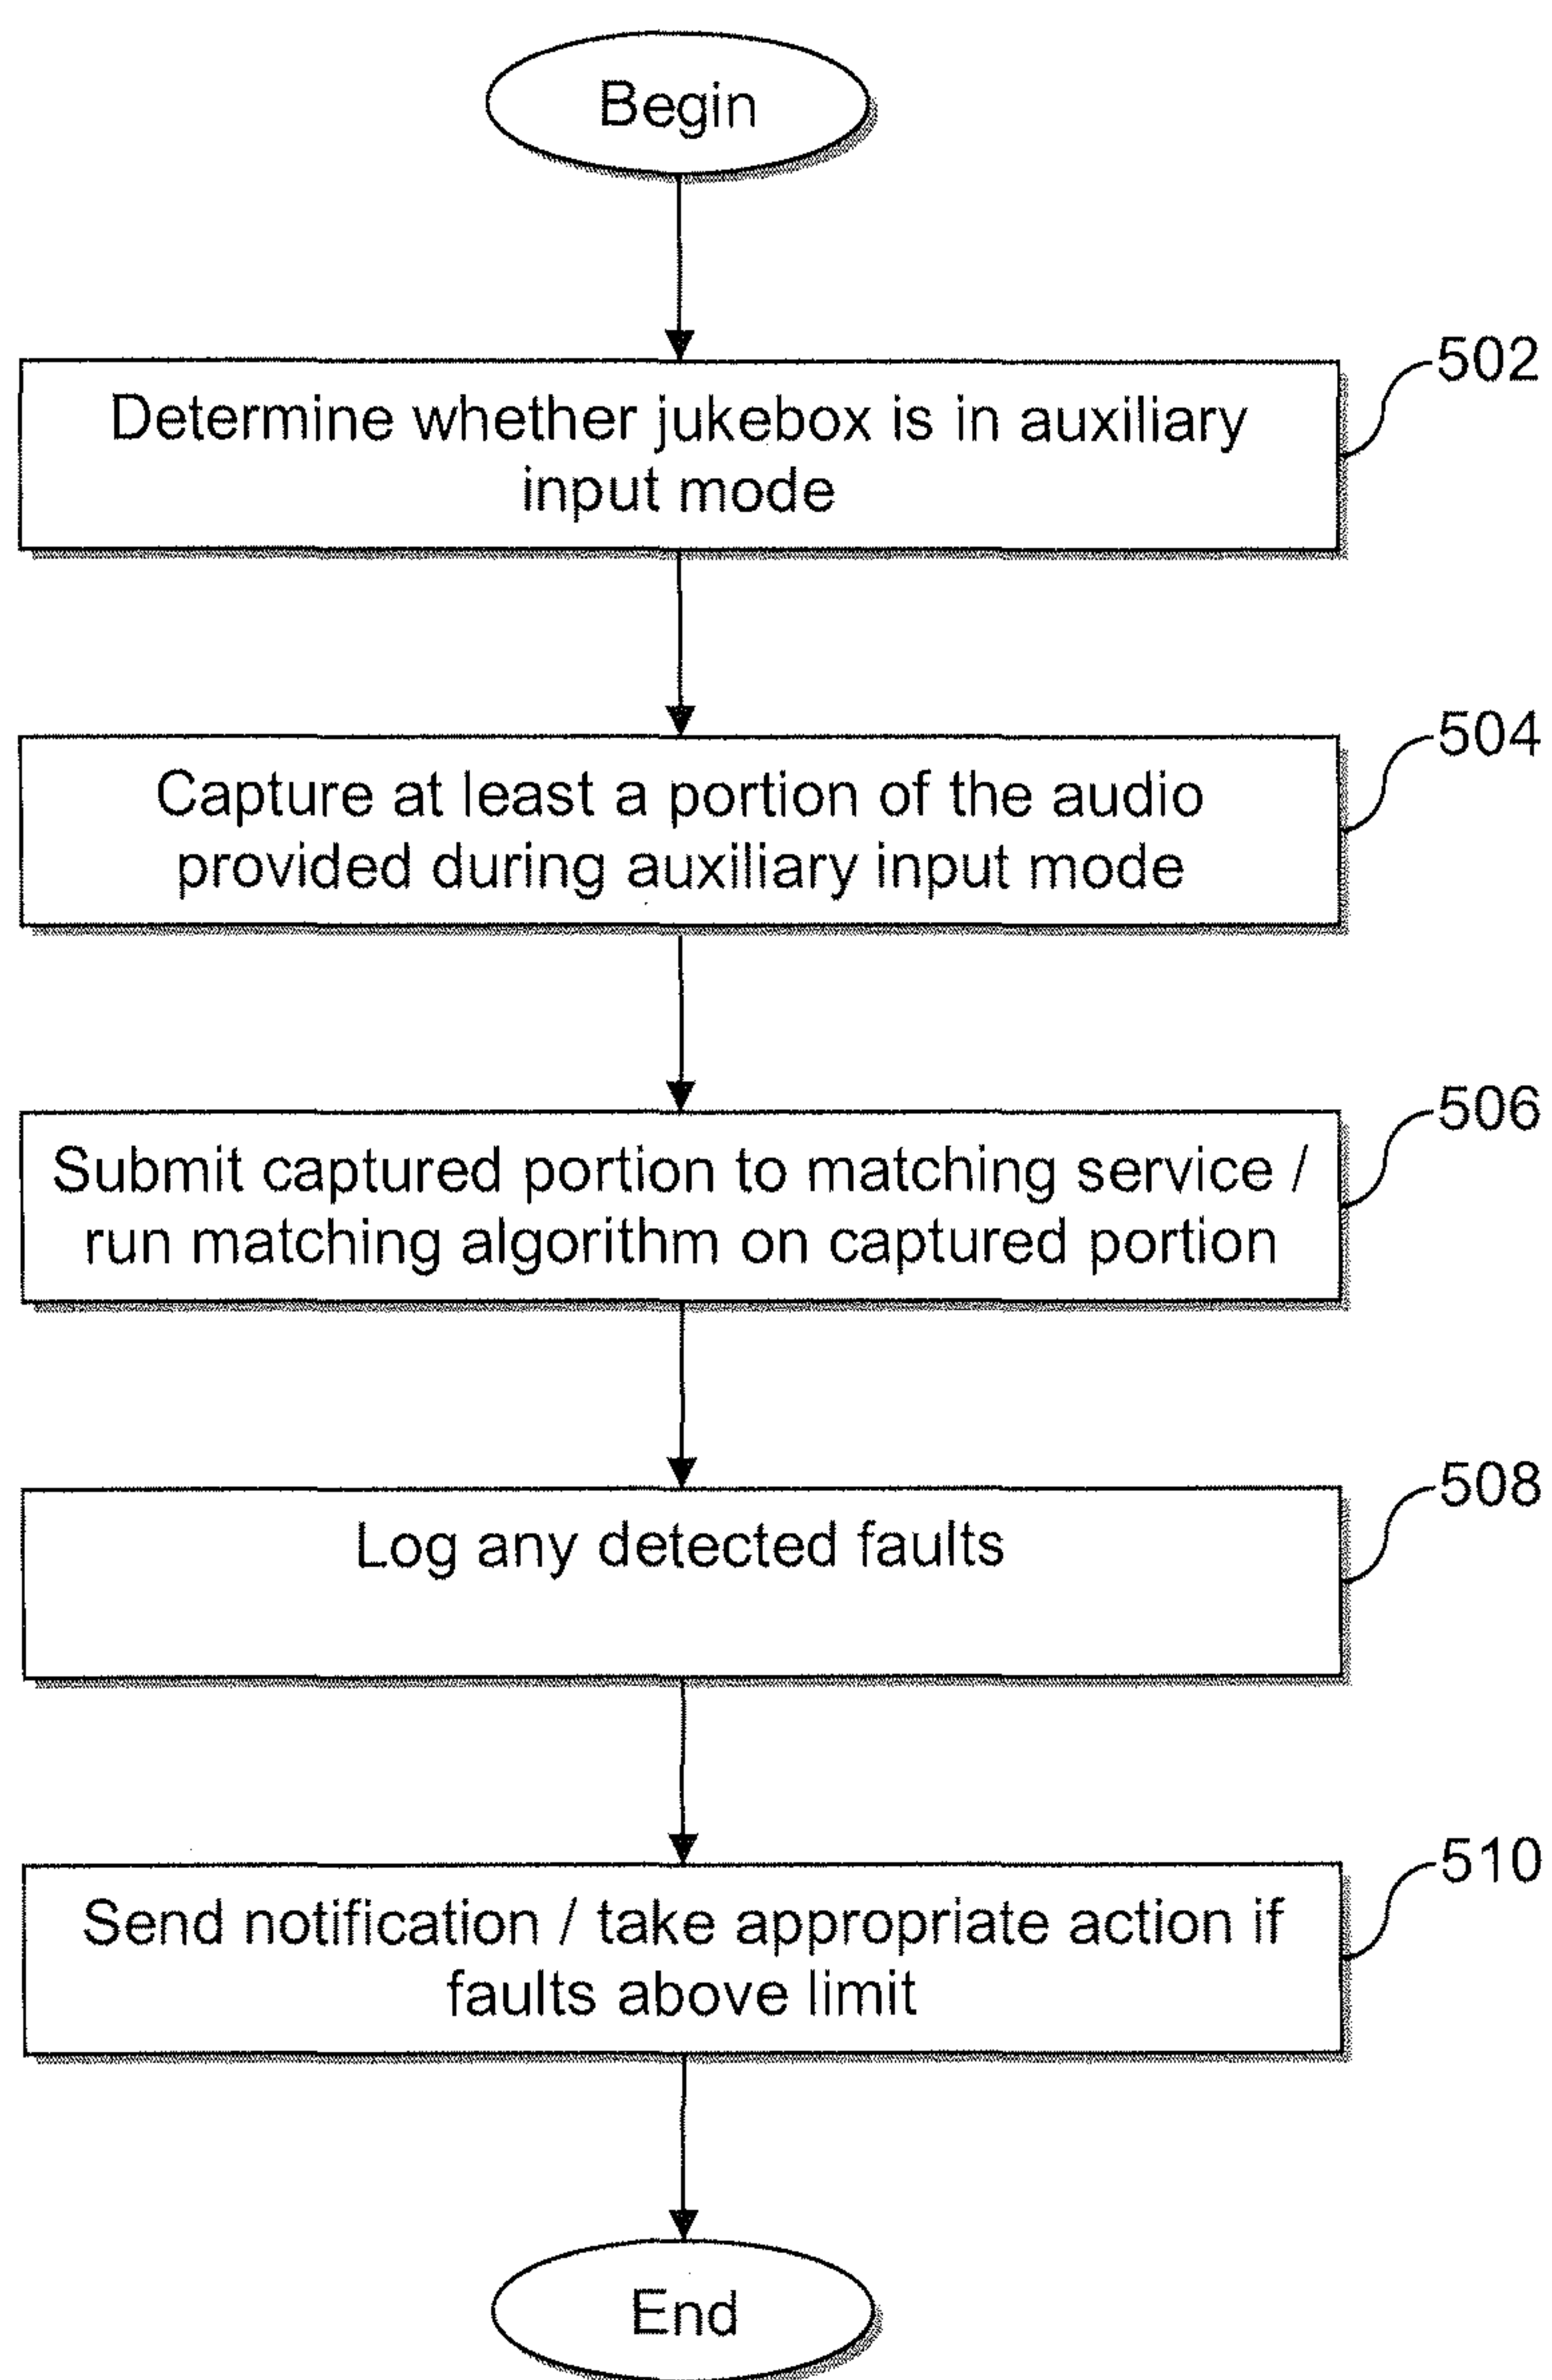 Begin
502
Determine whether jukebox is in auxiliary
input mode
504
Capture at least a portion of the audio
provided during auxiliary input mode
506
Submit captured portion to matching service /
run matching algorithm on captured portion
508
Log any detected faults
510
Send notification / take appropriate action if
faults above limit
End